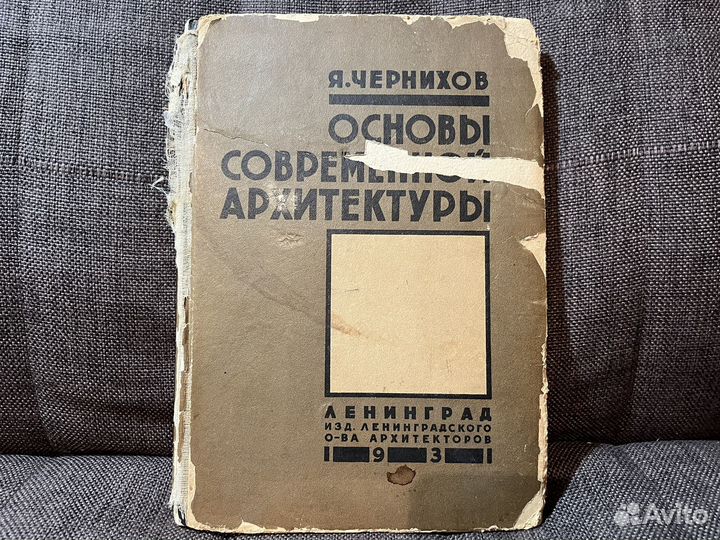 Я.ЧЕРНИХОВ
ОСНОВЫ
СОВРЕМЕННОЙ
АРХИТЕКТУРЫ
ЛЕНИНГРАД
ИЗД. ЛЕНИНГРАДСКОГО
О-ВА АРХИТЕКТОРОВ
1931
Avito